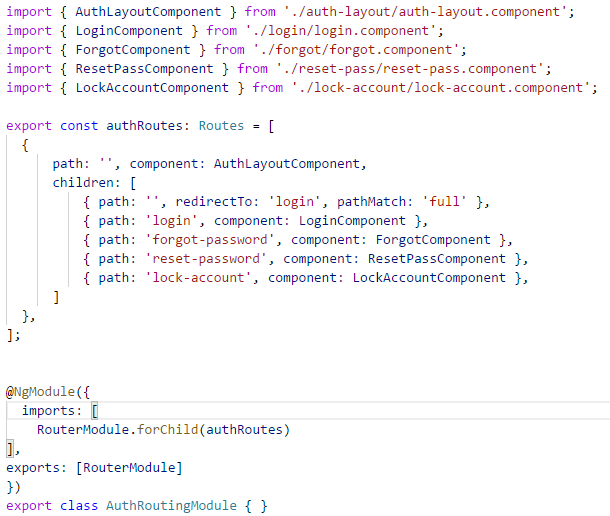 import { AuthLayoutComponent } from './auth-layout/auth-layout.component';
import { LoginComponent } from './login/login.component';
import { ForgotComponent } from './forgot/forgot.component';
import { ResetPassComponent } from './reset-pass/reset-pass.component';
import { LockAccountComponent } from './lock-account/lock-account.component';

export const authRoutes: Routes = [
  {
      path: '', component: AuthLayoutComponent,
      children: [
          { path: '', redirectTo: 'login', pathMatch: 'full' },
          { path: 'login', component: LoginComponent },
          { path: 'forgot-password', component: ForgotComponent },
          { path: 'reset-password', component: ResetPassComponent },
          { path: 'lock-account', component: LockAccountComponent },
      ]
  },
];

@NgModule({
  imports: [
    RouterModule.forChild(authRoutes)
],
exports: [RouterModule]
})
export class AuthRoutingModule { }